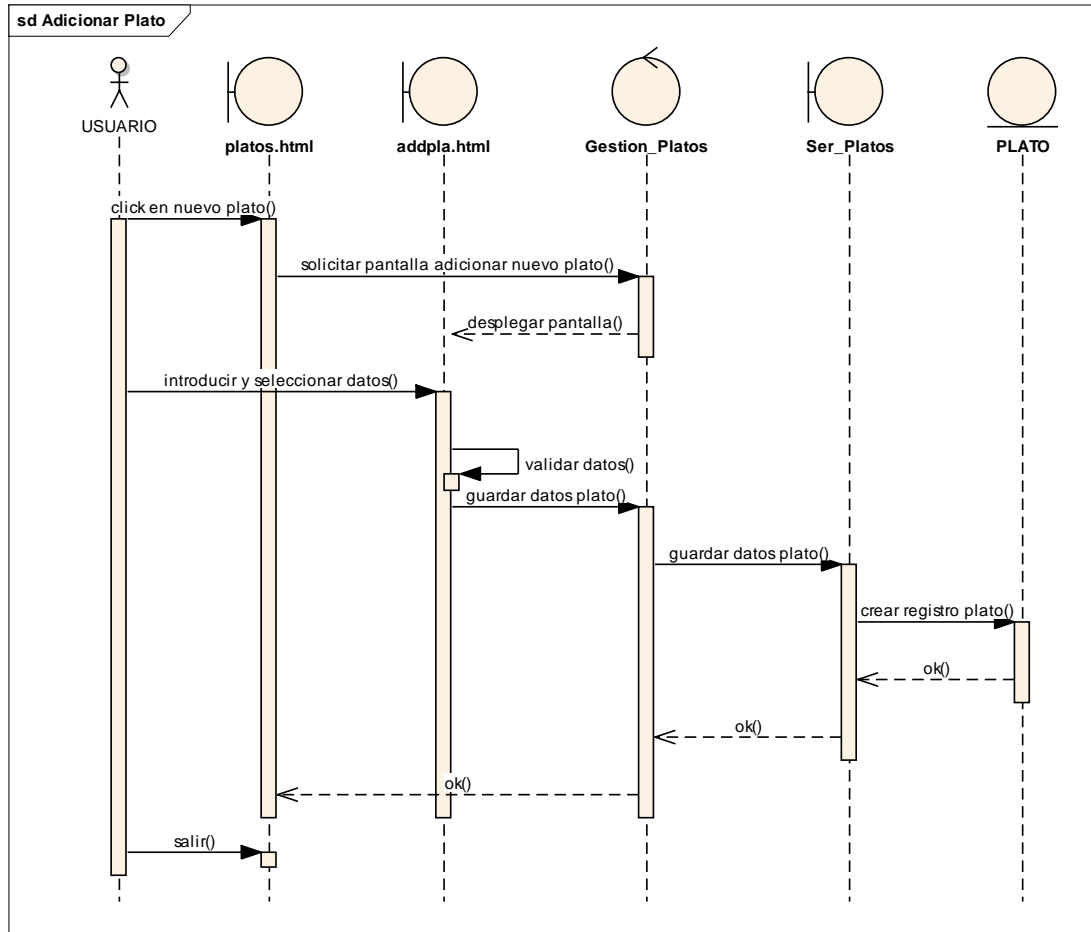 sd Adicionar Plato
USUARIO
platos.html
addpla.html
Gestion_Platos
Ser_Platos
PLATO
click en nuevo plato()
solicitar pantalla adicionar nuevo plato()
desplegar pantalla()
introducir y seleccionar datos()
validar datos()
guardar datos plato()
guardar datos plato()
crear registro plato()
ok()
ok()
ok()
salir()